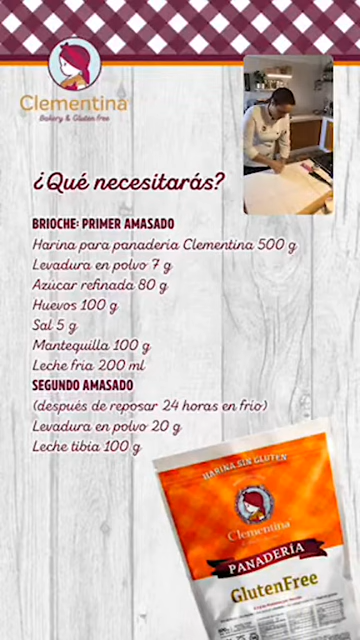 Clementina
Bakery & Gluten free
¿Qué necesitarás?
BRIOCHE: PRIMER AMASADO
Harina para panadería Clementina 500 g
Levadura en polvo 7 g
Azúcar refinada 80 g
Huevos 100 g
Sal 5 g
Mantequilla 100 g
Leche fría 200 ml
SEGUNDO AMASADO
(después de reposar 24 horas en frío)
Levadura en polvo 20 g
Leche tibia 100 g
HARINA SIN GLUTEN
Clementina
PANADERÍA
GlutenFree